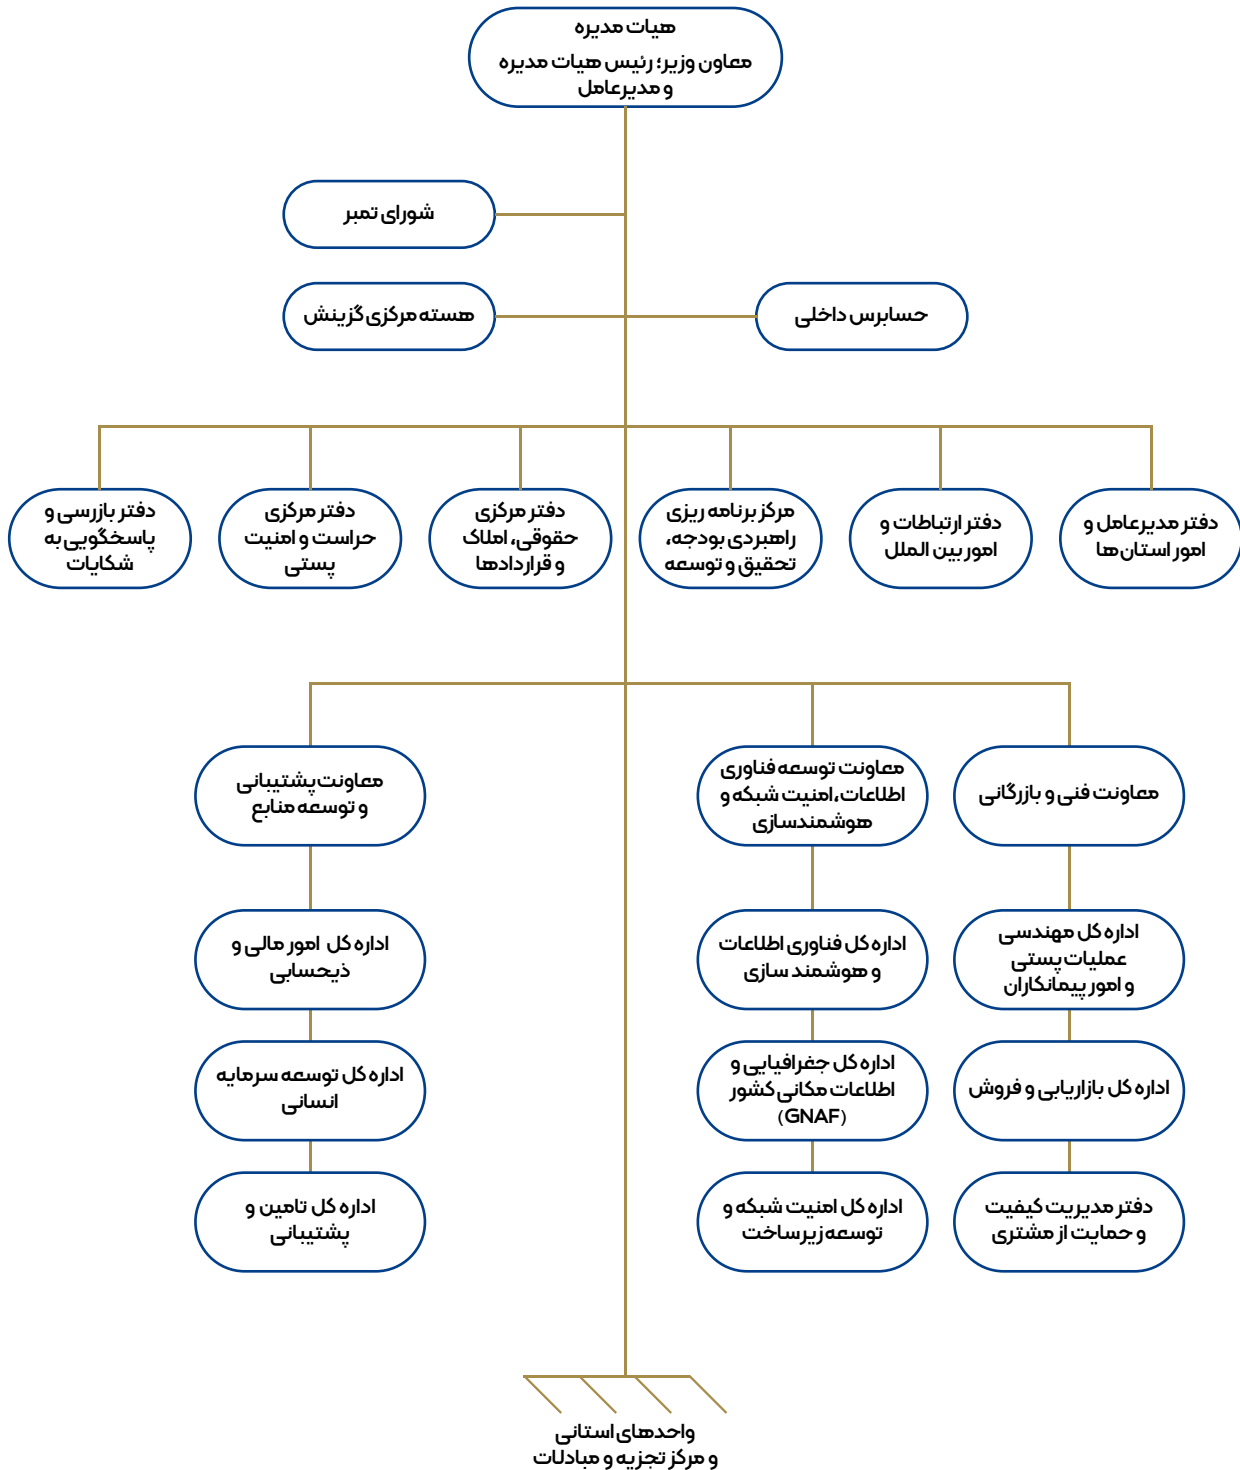 هیات مدیره
معاون وزیر؛ رئیس هیات مدیره
و مدیرعامل
شورای تمبر
حسابرس داخلی
هسته مرکزی گزینش
دفتر مدیرعامل و
امور استان‌ها
دفتر ارتباطات و
امور بین الملل
مرکز برنامه ریزی
راهبردی بودجه،
تحقیق و توسعه
دفتر مرکزی
حقوقی، املاک
و قراردادها
دفتر مرکزی
حراست و امنیت
پستی
دفتر بازرسی و
پاسخگویی به
شکایات
معاونت فنی و بازرگانی
اداره کل مهندسی
عملیات پستی
و امور پیمانکاران
اداره کل بازاریابی و فروش
دفتر مدیریت کیفیت
و حمایت از مشتری
معاونت توسعه فناوری
اطلاعات، امنیت شبکه و
هوشمندسازی
اداره کل فناوری اطلاعات
و هوشمند سازی
اداره کل جغرافیایی و
اطلاعات مکانی کشور
(GNAF)
اداره کل امنیت شبکه و
توسعه زیرساخت
معاونت پشتیبانی
و توسعه منابع
اداره کل امور مالی و
ذیحسابی
اداره کل توسعه سرمایه
انسانی
اداره کل تامین و
پشتیبانی
واحدهای استانی
و مرکز تجزیه و مبادلات